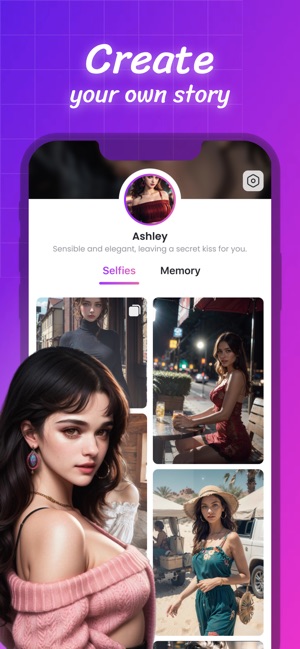 Create
your own story
Ashley
Sensible and elegant, leaving a secret kiss for you.
Selfies Memory